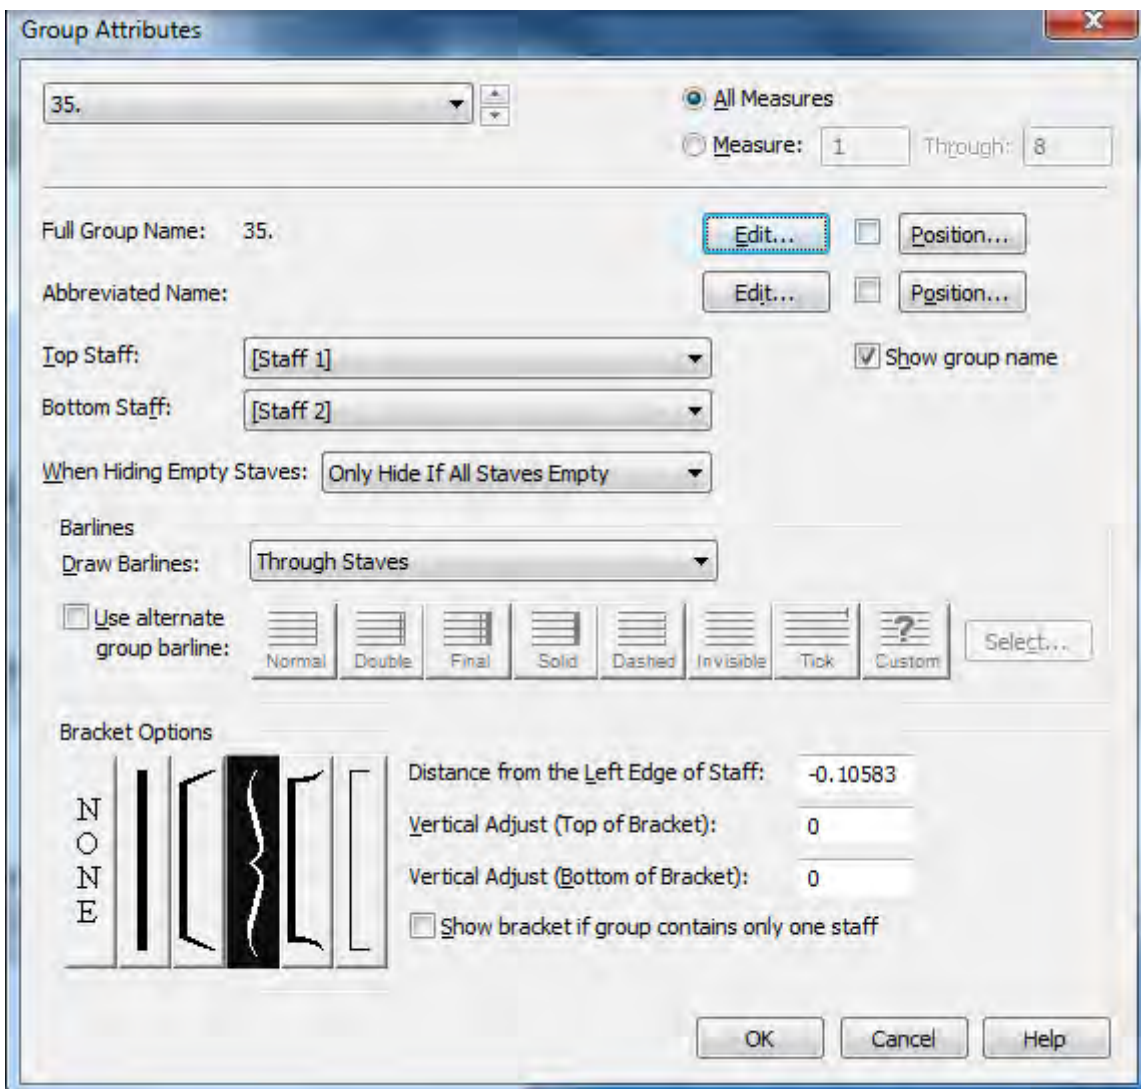 Group Attributes
35.
All Measures
Measure: 1 Through: 8
Full Group Name: 35. Edit... Position...
Abbreviated Name: Edit... Position...
Top Staff: [Staff 1] Show group name
Bottom Staff: [Staff 2]
When Hiding Empty Staves: Only Hide If All Staves Empty
Barlines
Draw Barlines: Through Staves
Use alternate
group barline:
Normal Double Final Solid Dashed Invisible Tick ? Custom Select...
Bracket Options
NONE
Distance from the Left Edge of Staff: -0.10583
Vertical Adjust (Top of Bracket): 0
Vertical Adjust (Bottom of Bracket): 0
Show bracket if group contains only one staff
OK Cancel Help